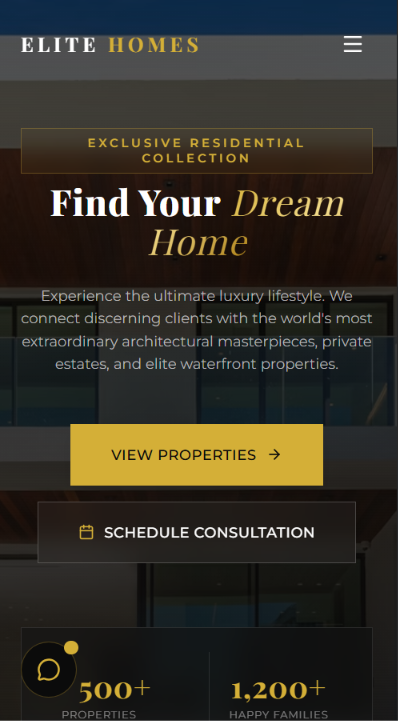 ELITE HOMES
EXCLUSIVE RESIDENTIAL
COLLECTION
Find Your Dream
Home
Experience the ultimate luxury lifestyle. We
connect discerning clients with the world's most
extraordinary architectural masterpieces, private
estates, and elite waterfront properties.
VIEW PROPERTIES →
SCHEDULE CONSULTATION
500+ 1,200+
PROPERTIES HAPPY FAMILIES